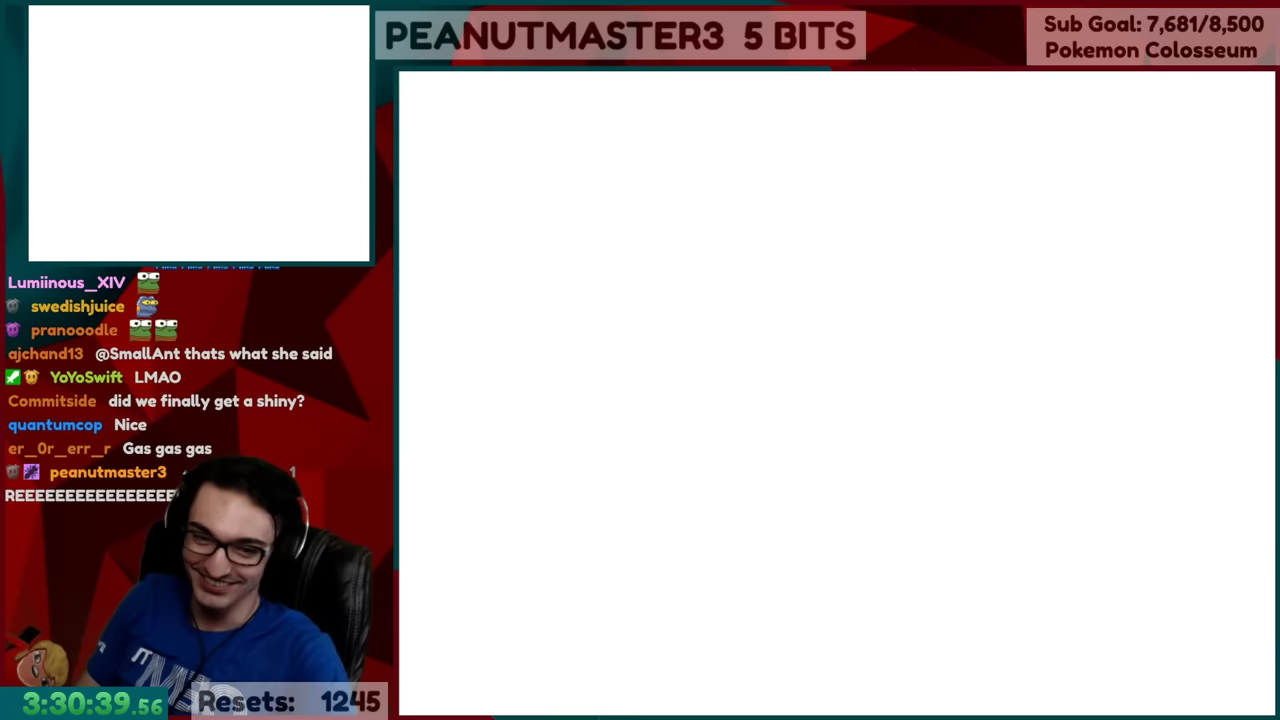 PEANUTMASTER3 5 BITS
Sub Goal: 7,681/8,500
Pokemon Colosseum
Lumiinous_XIV
swedishjuice
pranooodle
ajchand13 @SmallAnt thats what she said
YoYoSwift LMAO
Commitside did we finally get a shiny?
quantumcop Nice
er_0r_err_r Gas gas gas
peanutmaster3 1
REEEEEEEEEEEEEEE
3:30:39.56
Resets: 1245